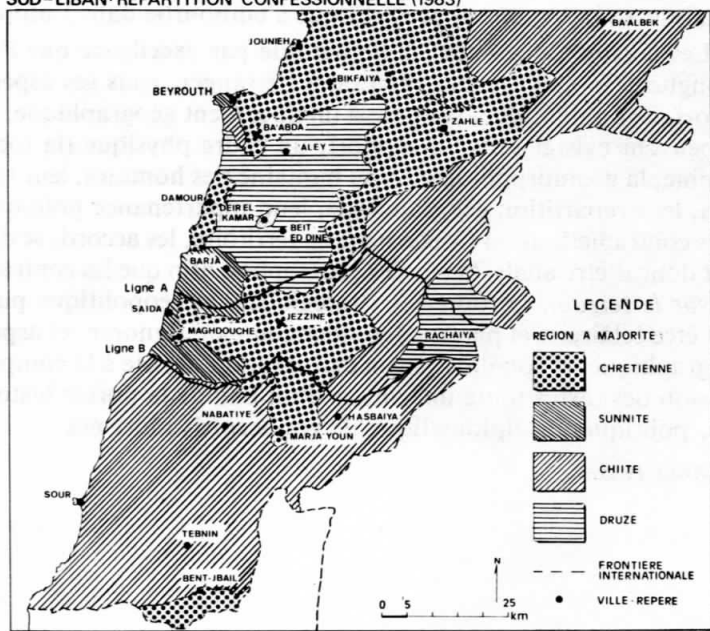 SUD-LIBAN-REPARTITION CONFESSIONNELLE (1983)
JOUNIEH
BA'ALBEK
BIKFAIYA
BEYROUTH
ZAHLE
BA'ABDA
ALEY
DAMOUR
DEIR EL
KAMAR
BEIT
ED DINE
BARJA
Ligne A
SAIDA
MAGHDOUCHE
JEZZINE
RACHAIYA
Ligne B
NABATIYE
HASBAIYA
MARJA'YOUN
SOUR
TEBNIN
BENT-JBAIL
LEGENDE
REGION A MAJORITE
CHRETIENNE
SUNNITE
CHIITE
DRUZE
FRONTIERE
INTERNATIONALE
VILLE-REPERE
N
0 5 25
km